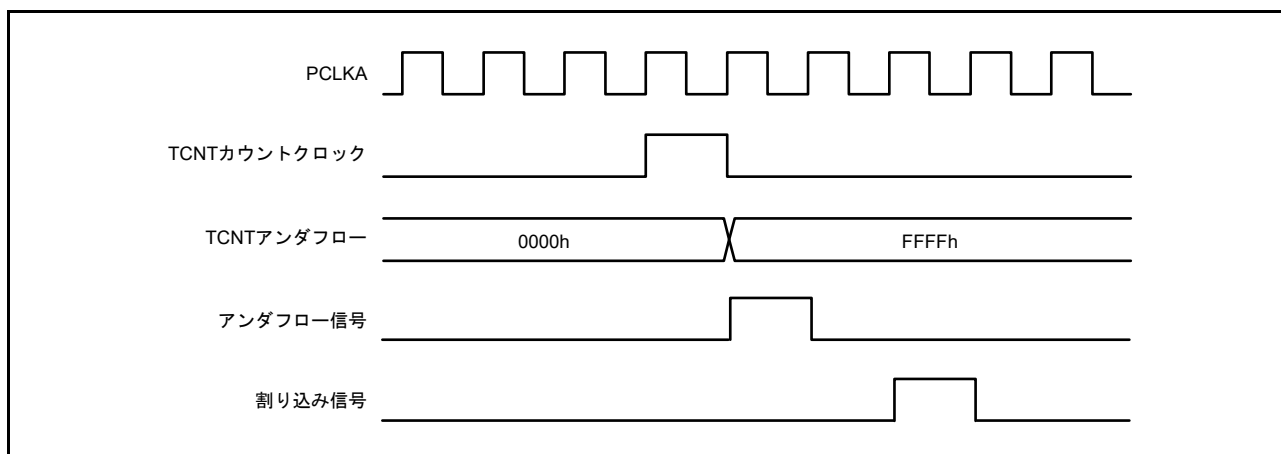 PCLKA
TCNTカウントクロック
TCNTアンダフロー
0000h
FFFFh
アンダフロー信号
割り込み信号